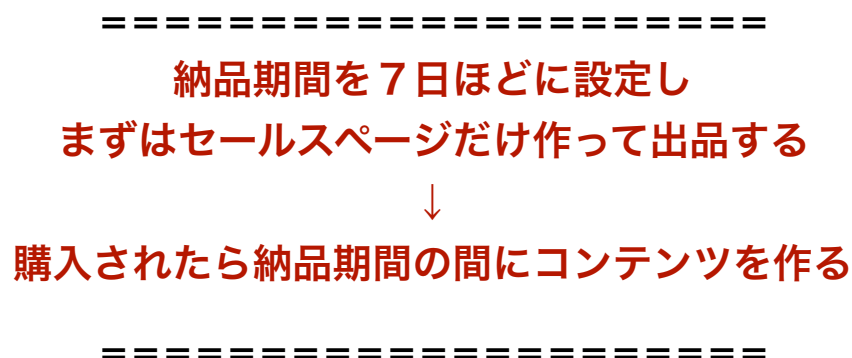 =====================
納品期間を７日ほどに設定し
まずはセールスページだけ作って出品する
↓
購入されたら納品期間の間にコンテンツを作る
=====================